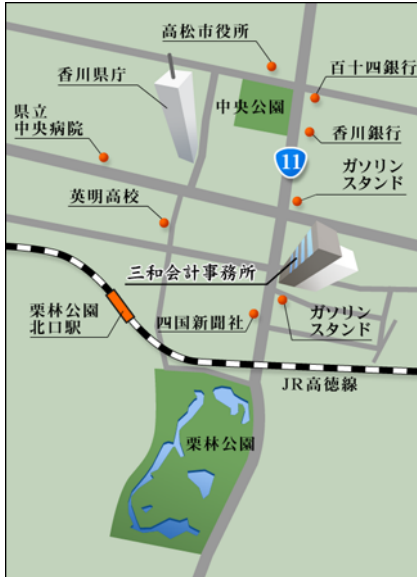 高松市役所
百十四銀行
香川県庁
中央公園
県立
中央病院
香川銀行
11
ガソリン
スタンド
英明高校
三和会計事務所
栗林公園
北口駅
四国新聞社
ガソリン
スタンド
JR高徳線
栗林公園